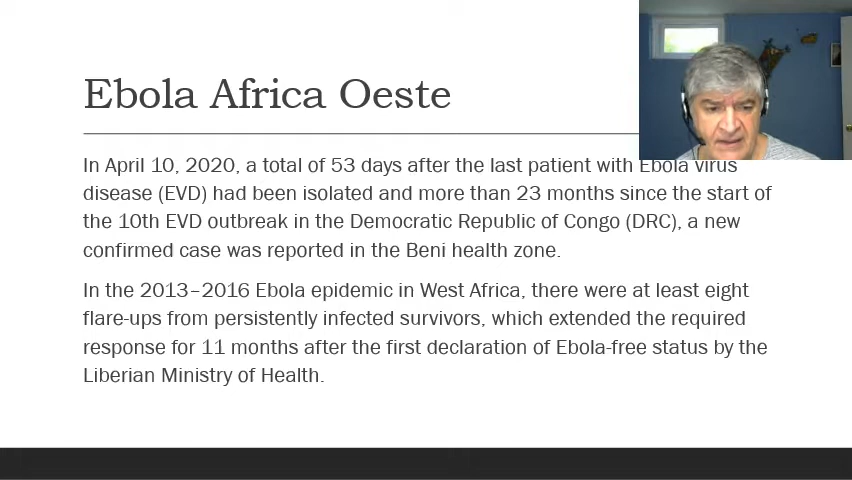 Ebola Africa Oeste
In April 10, 2020, a total of 53 days after the last patient with Ebola virus
disease (EVD) had been isolated and more than 23 months since the start of
the 10th EVD outbreak in the Democratic Republic of Congo (DRC), a new
confirmed case was reported in the Beni health zone.
In the 2013–2016 Ebola epidemic in West Africa, there were at least eight
flare-ups from persistently infected survivors, which extended the required
response for 11 months after the first declaration of Ebola-free status by the
Liberian Ministry of Health.